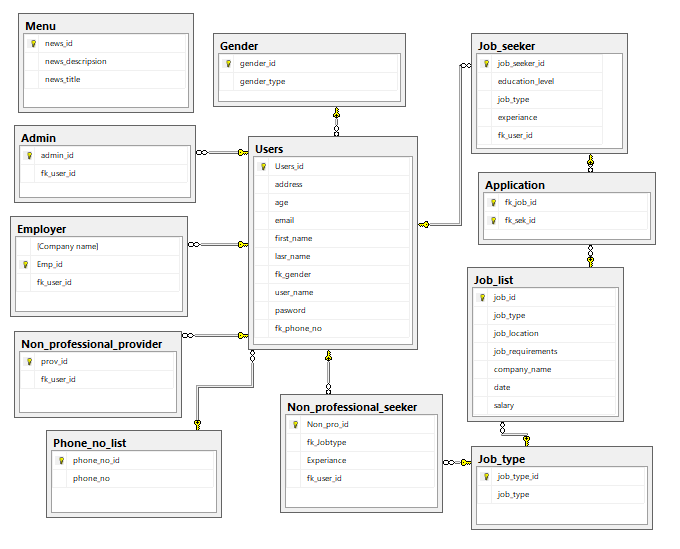 Menu
news_id
news_descripsion
news_title
Gender
gender_id
gender_type
Job_seeker
job_seeker_id
education_level
job_type
experiance
fk_user_id
Admin
admin_id
fk_user_id
Users
Users_id
address
age
email
first_name
lasr_name
fk_gender
user_name
pasword
fk_phone_no
Application
fk_job_id
fk_sek_id
Employer
[Company name]
Emp_id
fk_user_id
Job_list
job_id
job_type
job_location
job_requirements
company_name
date
salary
Non_professional_provider
prov_id
fk_user_id
Non_professional_seeker
Non_pro_id
fk_Jobtype
Experiance
fk_user_id
Phone_no_list
phone_no_id
phone_no
Job_type
job_type_id
job_type